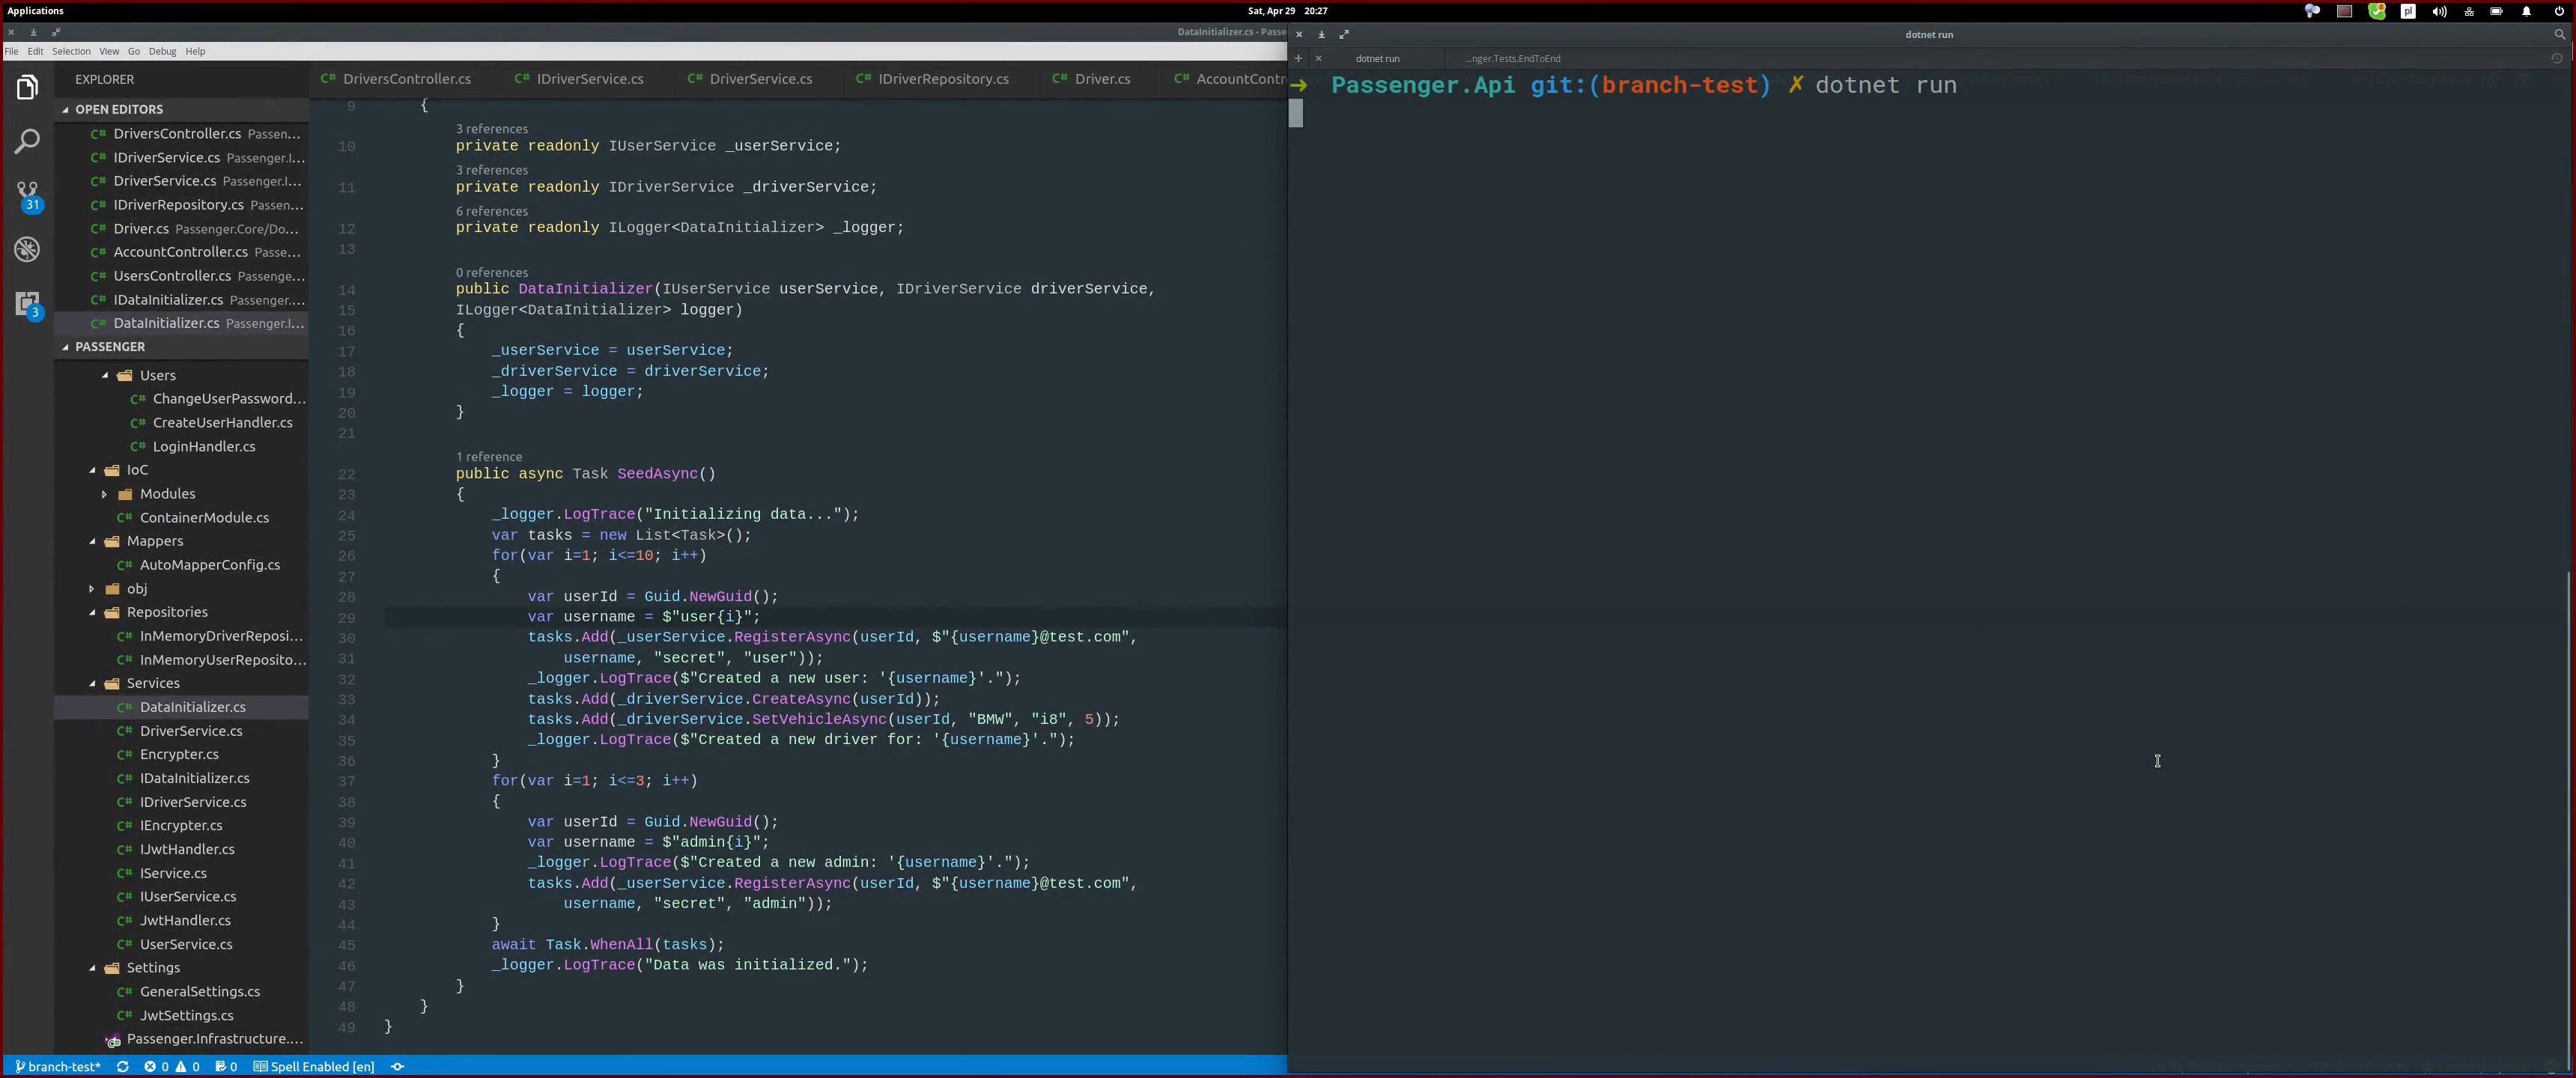 Applications
Sat, Apr 29 20:27
pl
DataInitializer.cs - Passe
File Edit Selection View Go Debug Help
EXPLORER
OPEN EDITORS
DriversController.cs Passen...
IDriverService.cs Passenger.I...
DriverService.cs Passenger.I...
IDriverRepository.cs Passen...
Driver.cs Passenger.Core/Do...
AccountController.cs Passe...
UsersController.cs Passenge...
IDataInitializer.cs Passenger....
DataInitializer.cs Passenger.I...
31
3
PASSENGER
Users
ChangeUserPassword...
CreateUserHandler.cs
LoginHandler.cs
IoC
Modules
ContainerModule.cs
Mappers
AutoMapperConfig.cs
obj
Repositories
InMemoryDriverReposi...
InMemoryUserReposito...
Services
DataInitializer.cs
DriverService.cs
Encrypter.cs
IDataInitializer.cs
IDriverService.cs
IEncrypter.cs
IJwtHandler.cs
IService.cs
IUserService.cs
JwtHandler.cs
UserService.cs
Settings
GeneralSettings.cs
JwtSettings.cs
Passenger.Infrastructure....
DriversController.cs IDriverService.cs DriverService.cs IDriverRepository.cs Driver.cs AccountContr
9 {
3 references
10 private readonly IUserService _userService;
3 references
11 private readonly IDriverService _driverService;
6 references
12 private readonly ILogger<DataInitializer> _logger;
13
0 references
14 public DataInitializer(IUserService userService, IDriverService driverService,
15 ILogger<DataInitializer> logger)
16 {
17 _userService = userService;
18 _driverService = driverService;
19 _logger = logger;
20 }
21
1 reference
22 public async Task SeedAsync()
23 {
24 _logger.LogTrace("Initializing data...");
25 var tasks = new List<Task>();
26 for(var i=1; i<=10; i++)
27 {
28 var userId = Guid.NewGuid();
29 var username = $"user{i}";
30 tasks.Add(_userService.RegisterAsync(userId, $"{username}@test.com",
31 username, "secret", "user"));
32 _logger.LogTrace($"Created a new user: '{username}'.");
33 tasks.Add(_driverService.CreateAsync(userId));
34 tasks.Add(_driverService.SetVehicleAsync(userId, "BMW", "i8", 5));
35 _logger.LogTrace($"Created a new driver for: '{username}'.");
36 }
37 for(var i=1; i<=3; i++)
38 {
39 var userId = Guid.NewGuid();
40 var username = $"admin{i}";
41 _logger.LogTrace($"Created a new admin: '{username}'.");
42 tasks.Add(_userService.RegisterAsync(userId, $"{username}@test.com",
43 username, "secret", "admin"));
44 }
45 await Task.WhenAll(tasks);
46 _logger.LogTrace("Data was initialized.");
47 }
48 }
49 }
branch-test* 0 0 0 Spell Enabled [en]
dotnet run
dotnet run ...nger.Tests.EndToEnd
➜ Passenger.Api git:(branch-test) ✗ dotnet run